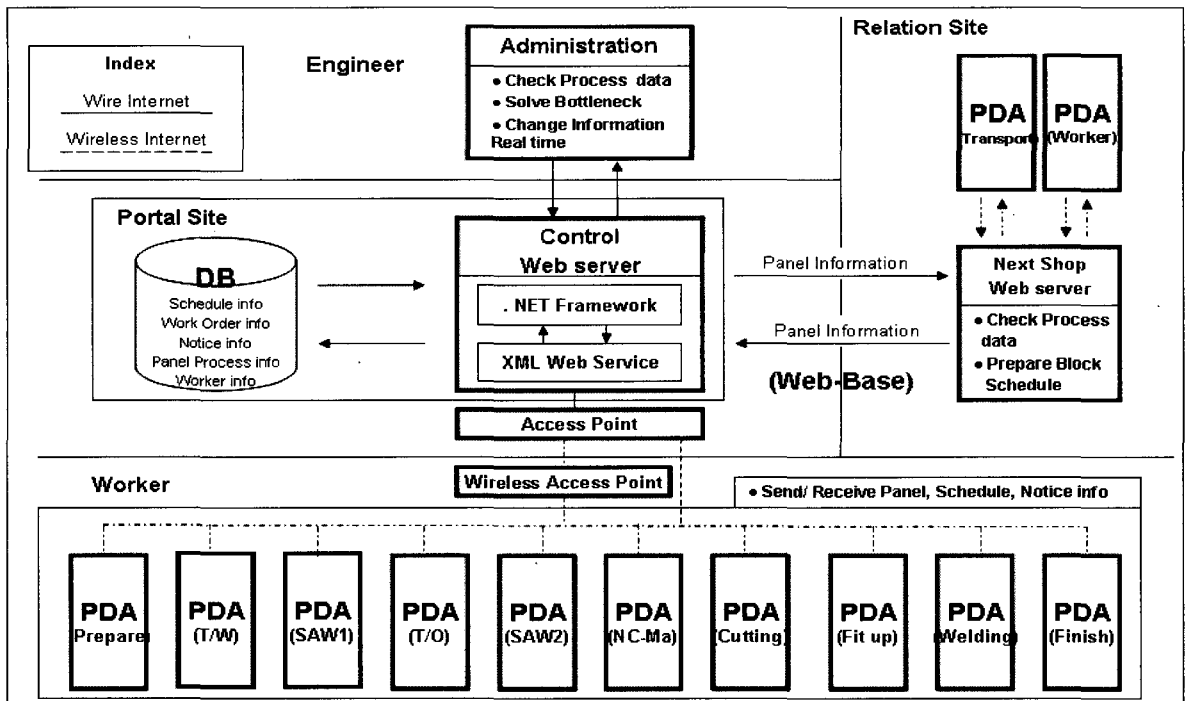 Index
Wire Internet
Wireless Internet
Engineer
Administration
● Check Process data
● Solve Bottleneck
● Change Information
Real time
Relation Site
PDA
Transport
PDA
(Worker)
Portal Site
DB
Schedule info
Work Order info
Notice info
Panel Process info
Worker info
Control
Web server
. NET Framework
XML Web Service
Access Point
Panel Information
Panel Information
(Web-Base)
Next Shop
Web server
● Check Process
data
● Prepare Block
Schedule
Worker
Wireless Access Point
● Send/ Receive Panel, Schedule, Notice info
PDA
Prepare
PDA
(T/W)
PDA
(SAW1)
PDA
(T/O)
PDA
(SAW2)
PDA
(NC-Ma)
PDA
(Cutting)
PDA
(Fit up)
PDA
(Welding)
PDA
(Finish)